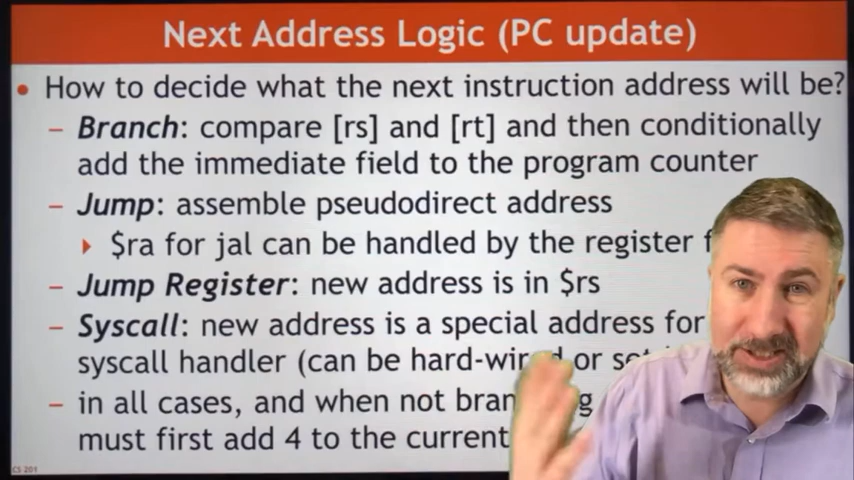 Next Address Logic (PC update)
• How to decide what the next instruction address will be?
– Branch: compare [rs] and [rt] and then conditionally
add the immediate field to the program counter
– Jump: assemble pseudodirect address
$ra for jal can be handled by the register
– Jump Register: new address is in $rs
– Syscall: new address is a special address for
syscall handler (can be hard-wired or
– in all cases, and when not
must first add 4 to the current
CS 201